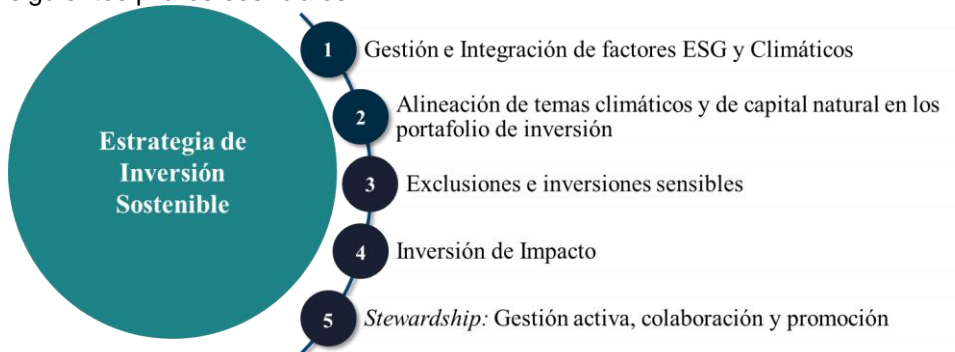 Estrategia de
Inversión
Sostenible
1 Gestión e Integración de factores ESG y Climáticos
2 Alineación de temas climáticos y de capital natural en los
portafolio de inversión
3 Exclusiones e inversiones sensibles
4 Inversión de Impacto
5 Stewardship: Gestión activa, colaboración y promoción